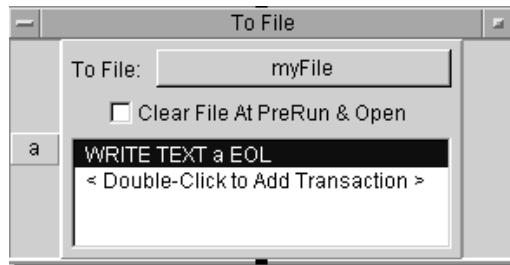 To File
To File: myFile
Clear File At PreRun & Open
a
WRITE TEXT a EOL
< Double-Click to Add Transaction >